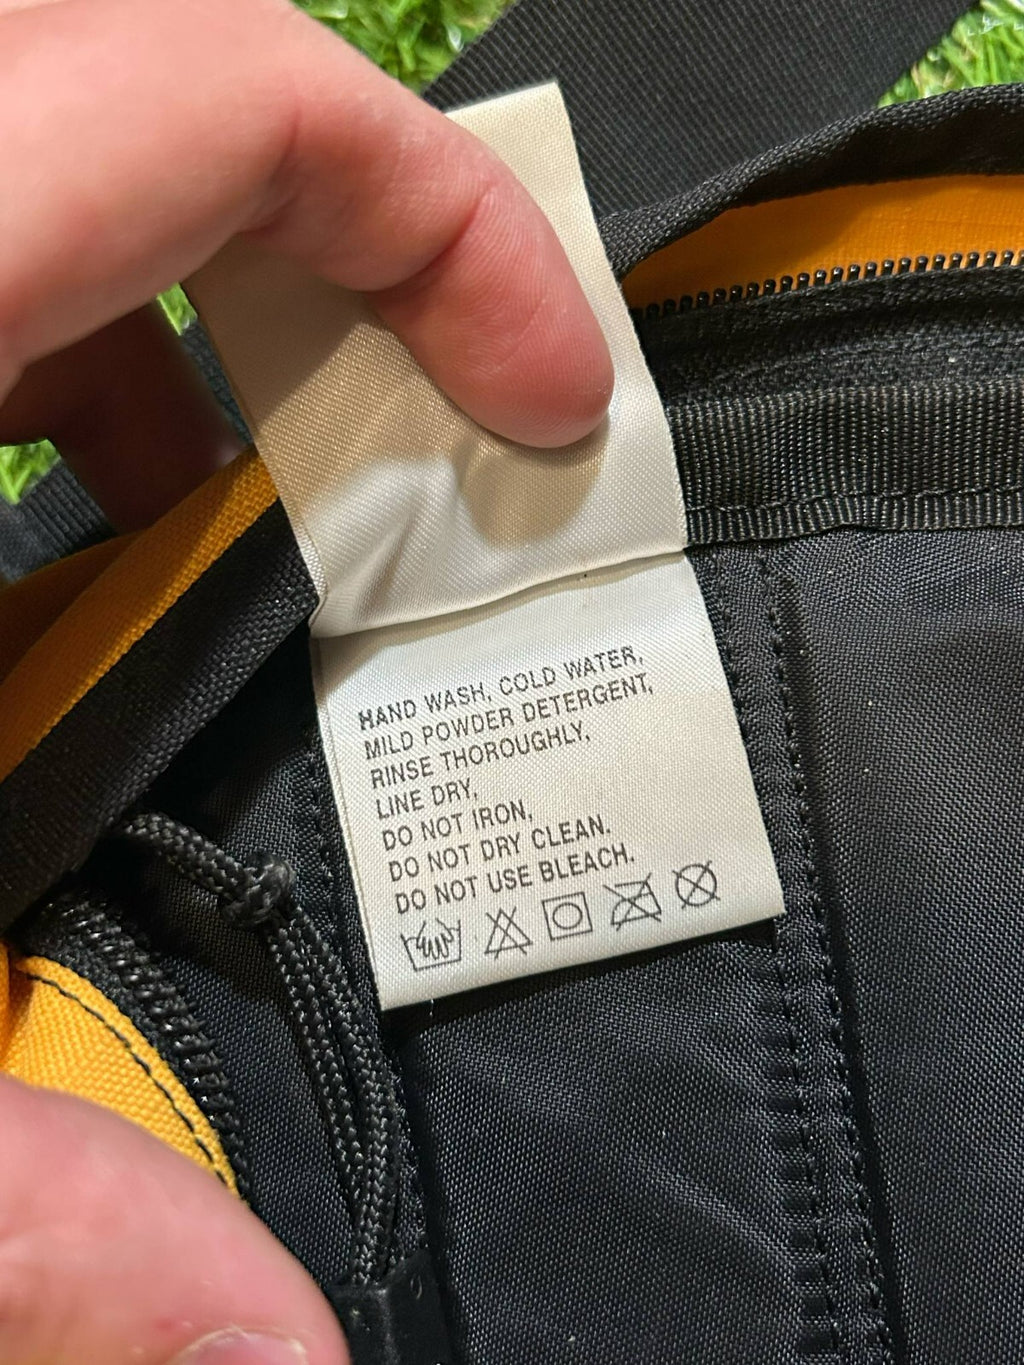 HAND WASH, COLD WATER,
MILD POWDER DETERGENT,
RINSE THOROUGHLY,
LINE DRY,
DO NOT IRON,
DO NOT DRY CLEAN.
DO NOT USE BLEACH.